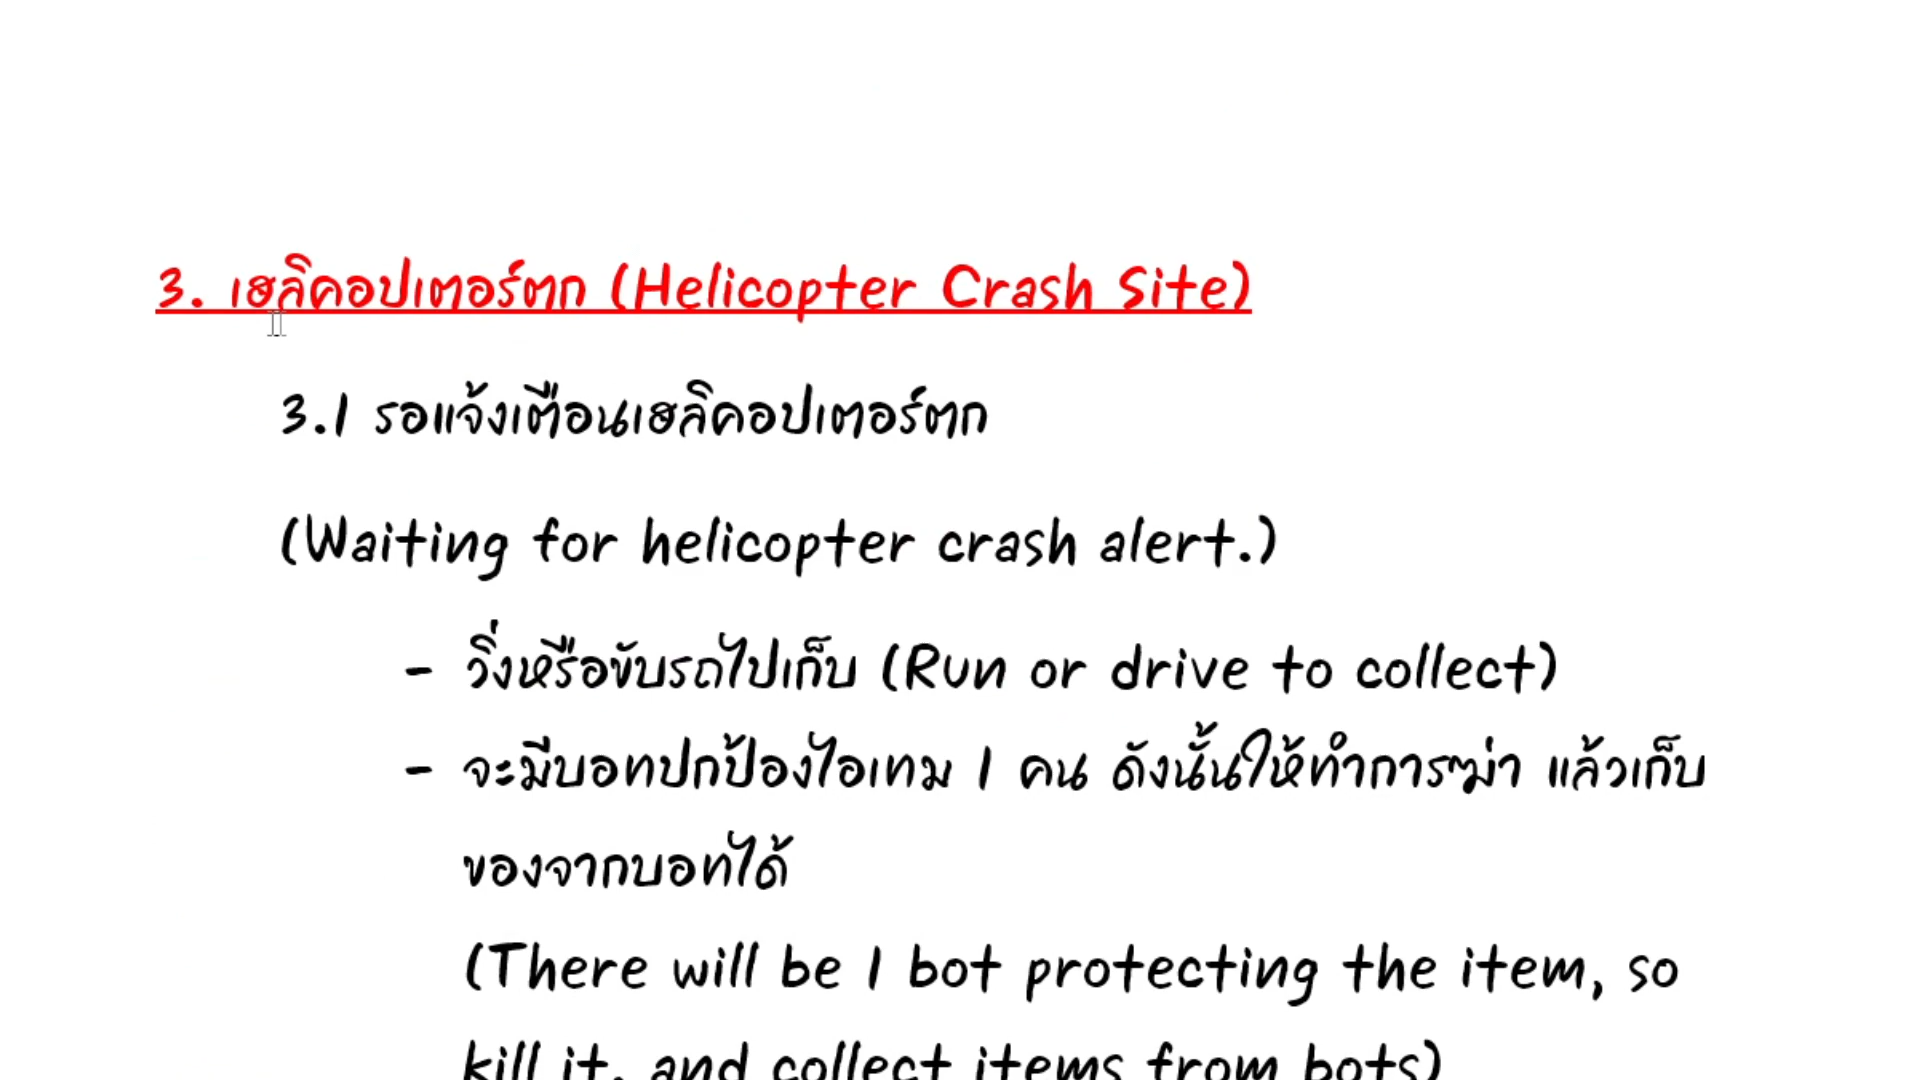 3. เฮลิคอปเตอร์ตก (Helicopter Crash Site)
3.1 รอแจ้งเตือนเฮลิคอปเตอร์ตก
(Waiting for helicopter crash alert.)
- วิ่งหรือขับรถไปเก็บ (Run or drive to collect)
- จะมีบอทปกป้องไอเทม 1 คน ดังนั้นให้ทำการฆ่า แล้วเก็บ
ของจากบอทได้
(There will be 1 bot protecting the item, so
kill it, and collect items from bots)